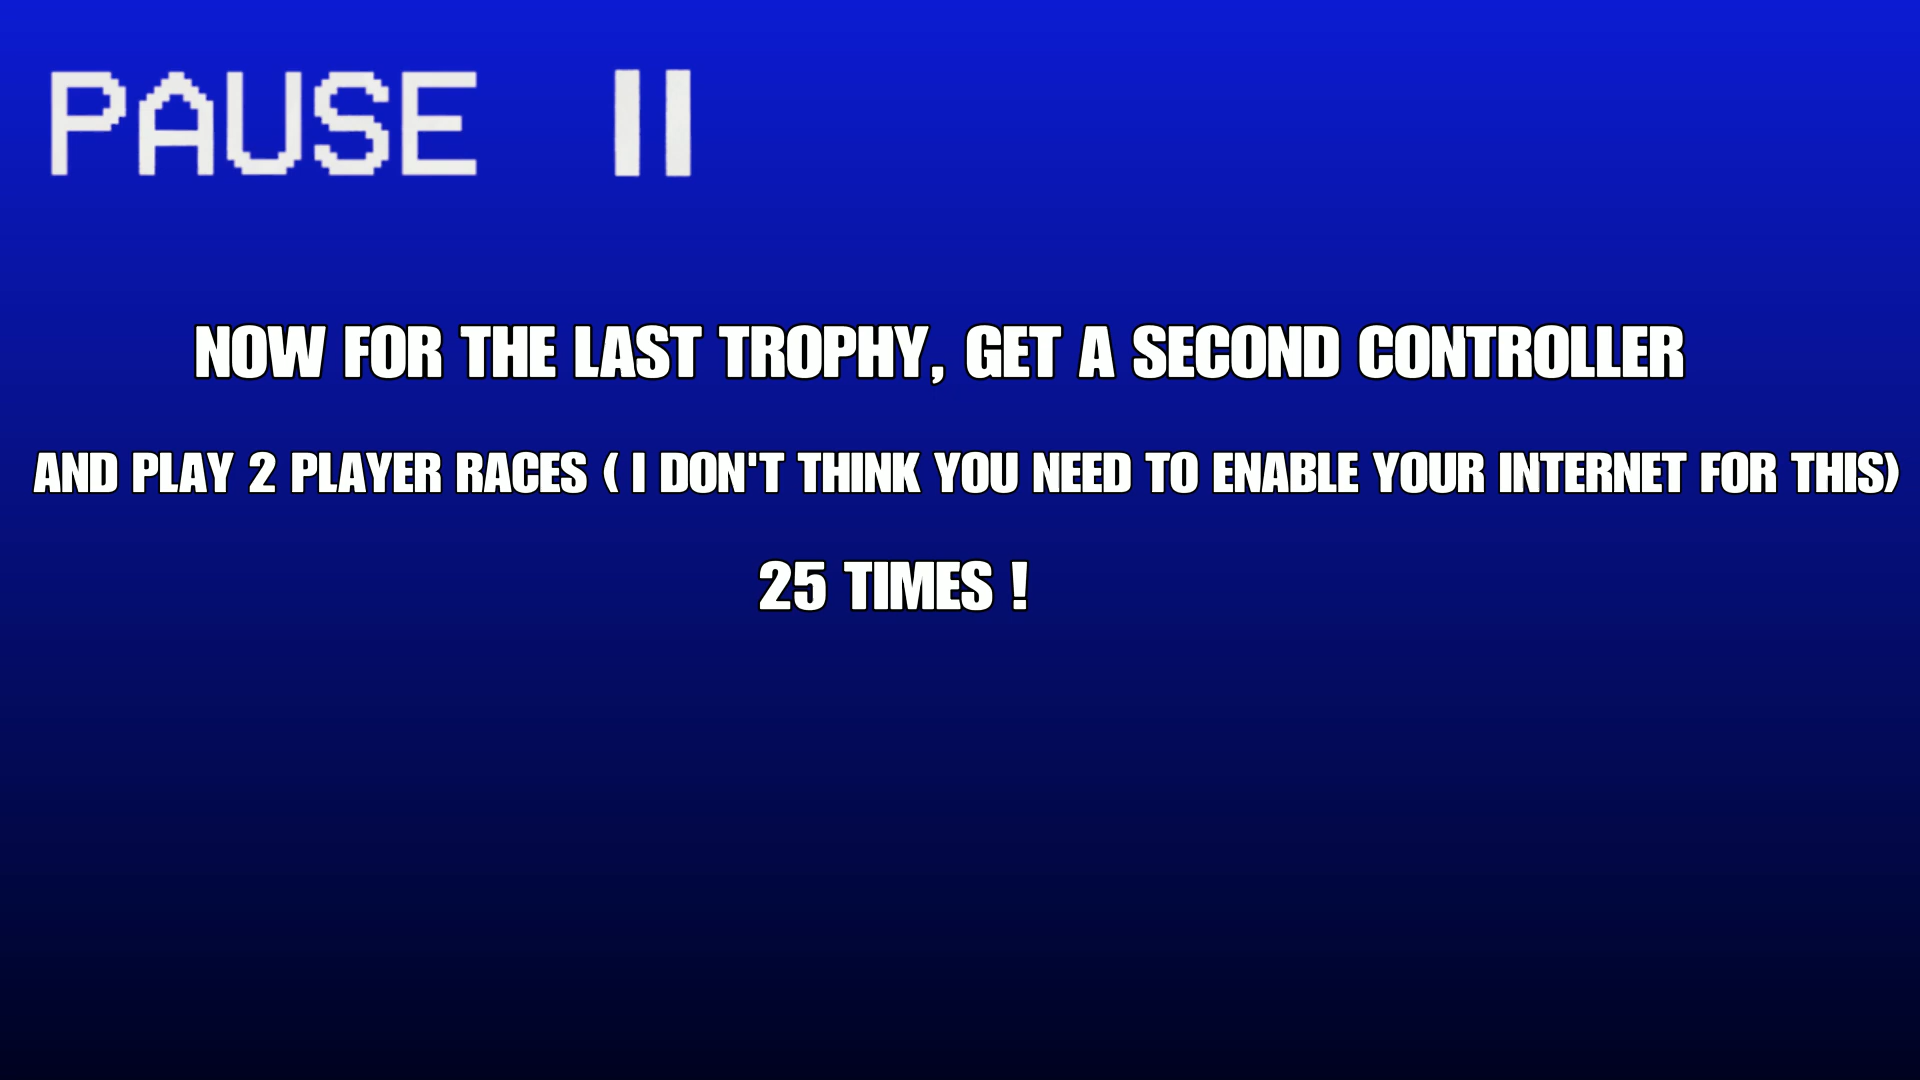 PAUSE
NOW FOR THE LAST TROPHY, GET A SECOND CONTROLLER
AND PLAY 2 PLAYER RACES ( I DON'T THINK YOU NEED TO ENABLE YOUR INTERNET FOR THIS)
25 TIMES !